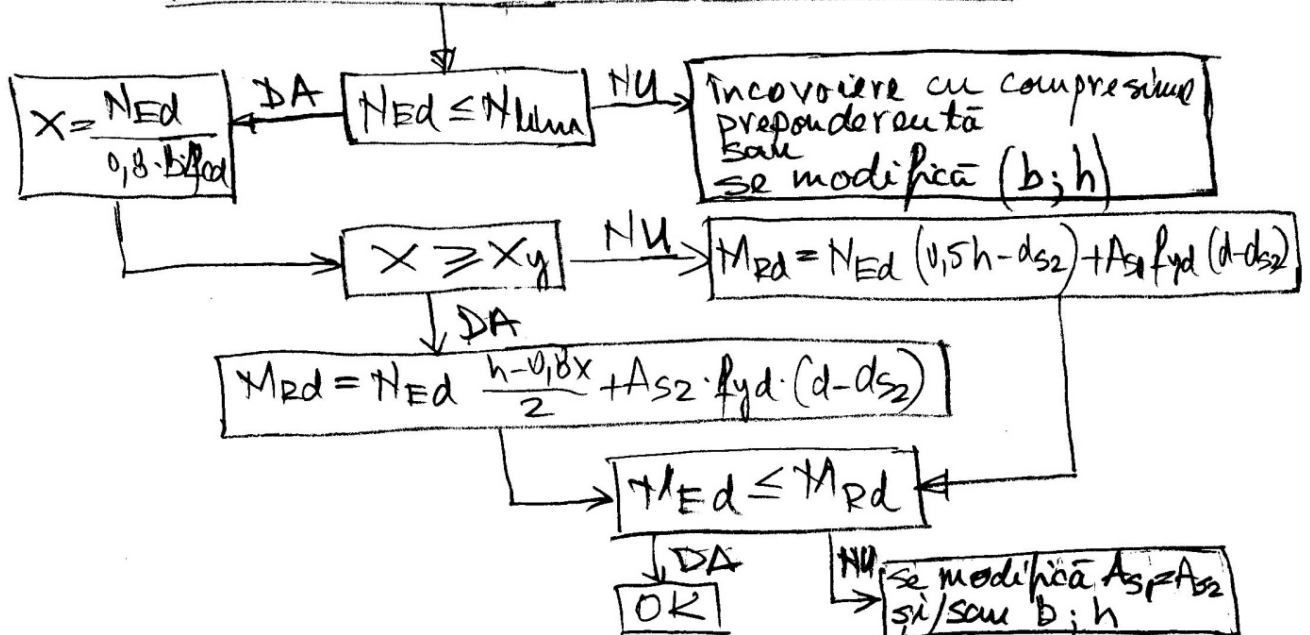 NEd ≤ Nlim
DA
NU
x = NEd / 0,8·b·fcd
încovoiere cu compresiune
preponderentă
sau
se modifică (b; h)
x ≥ xy
NU
MRd = NEd (0,5h - ds2) + As1 fyd (d-ds2)
DA
MRd = NEd (h-0,8x)/2 + As2·fyd·(d-ds2)
MEd ≤ MRd
DA
NU
OK
se modifică As1=As2
și/sau b; h